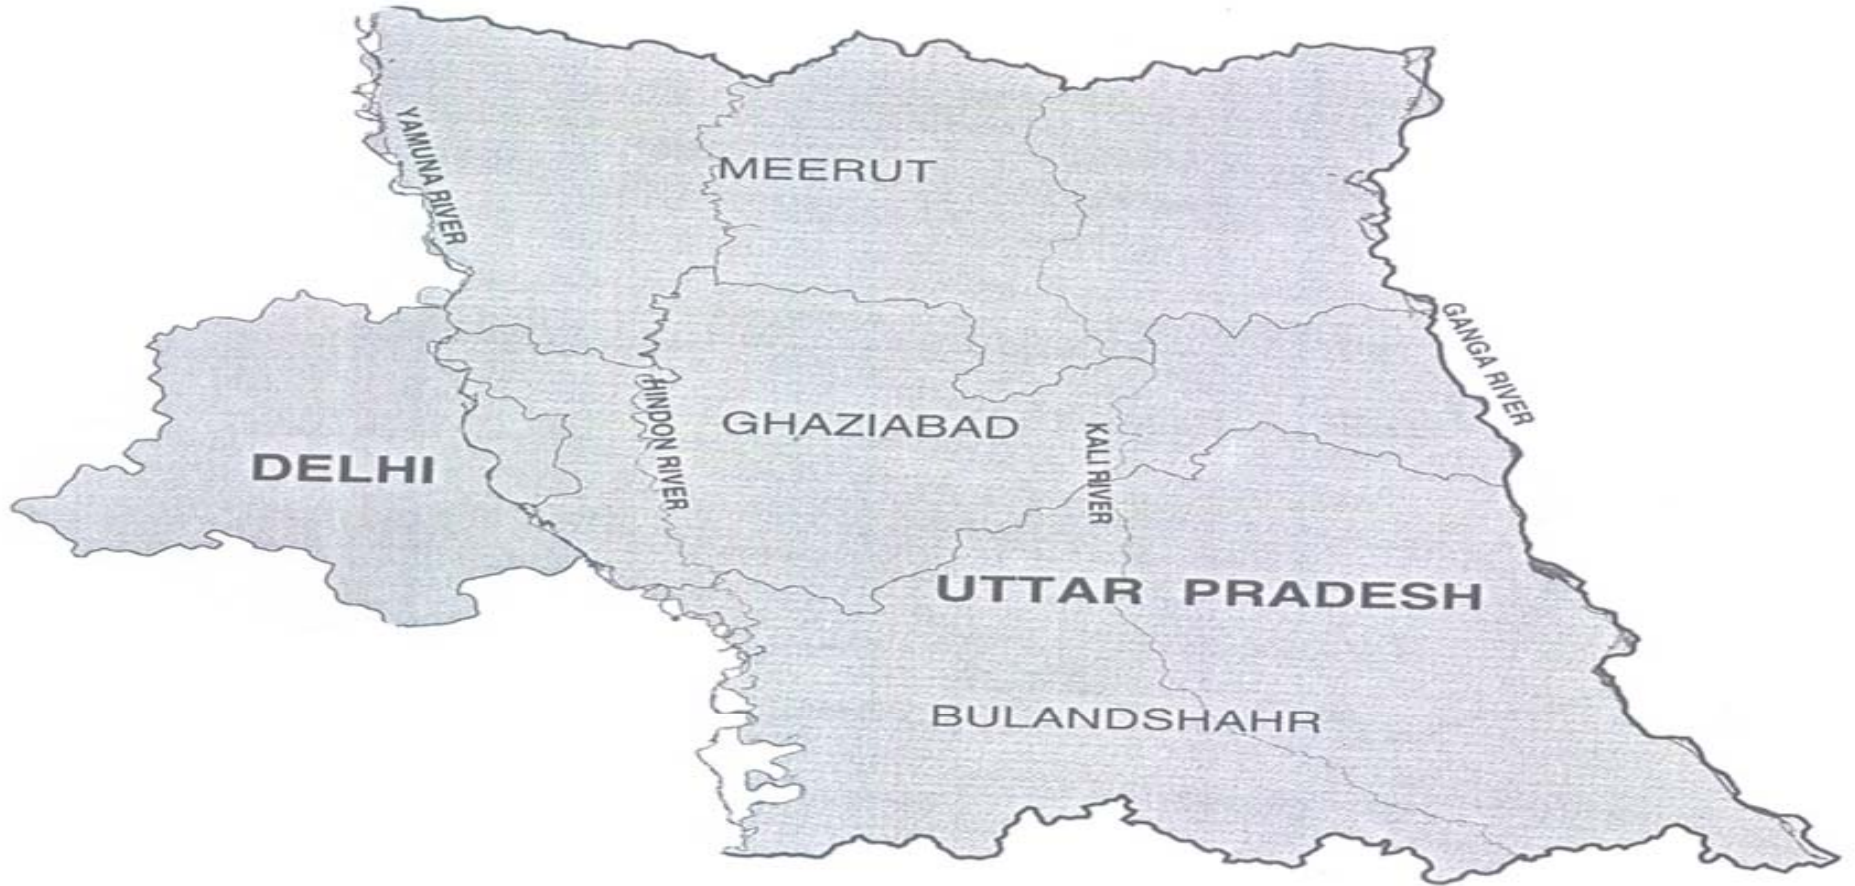 YAMUNA RIVER
MEERUT
GANGA RIVER
HINDON RIVER
GHAZIABAD
KALI RIVER
DELHI
UTTAR PRADESH
BULANDSHAHR